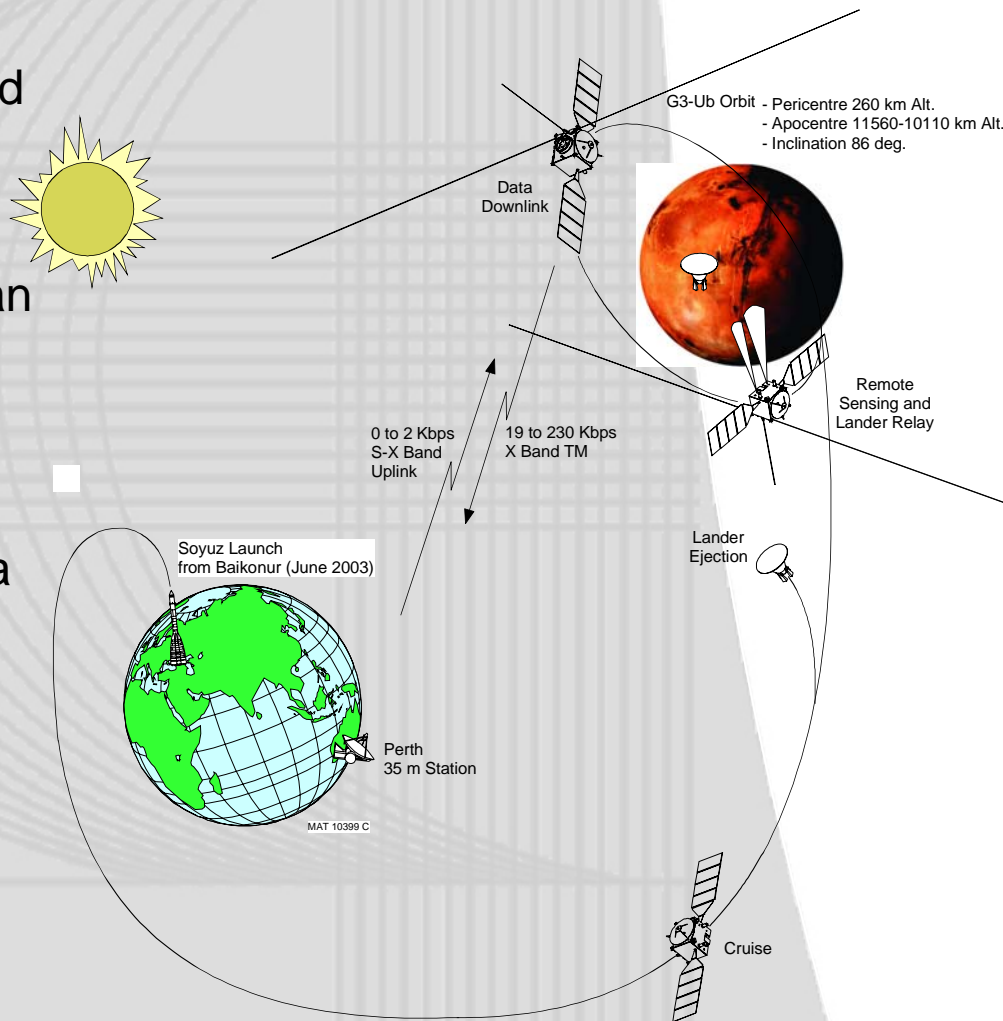 d
an
a
G3-Ub Orbit - Pericentre 260 km Alt.
- Apocentre 11560-10110 km Alt.
- Inclination 86 deg.
Data
Downlink
Remote
Sensing and
Lander Relay
0 to 2 Kbps
S-X Band
Uplink
19 to 230 Kbps
X Band TM
Lander
Ejection
Soyuz Launch
from Baikonur (June 2003)
Perth
35 m Station
MAT 10399 C
Cruise